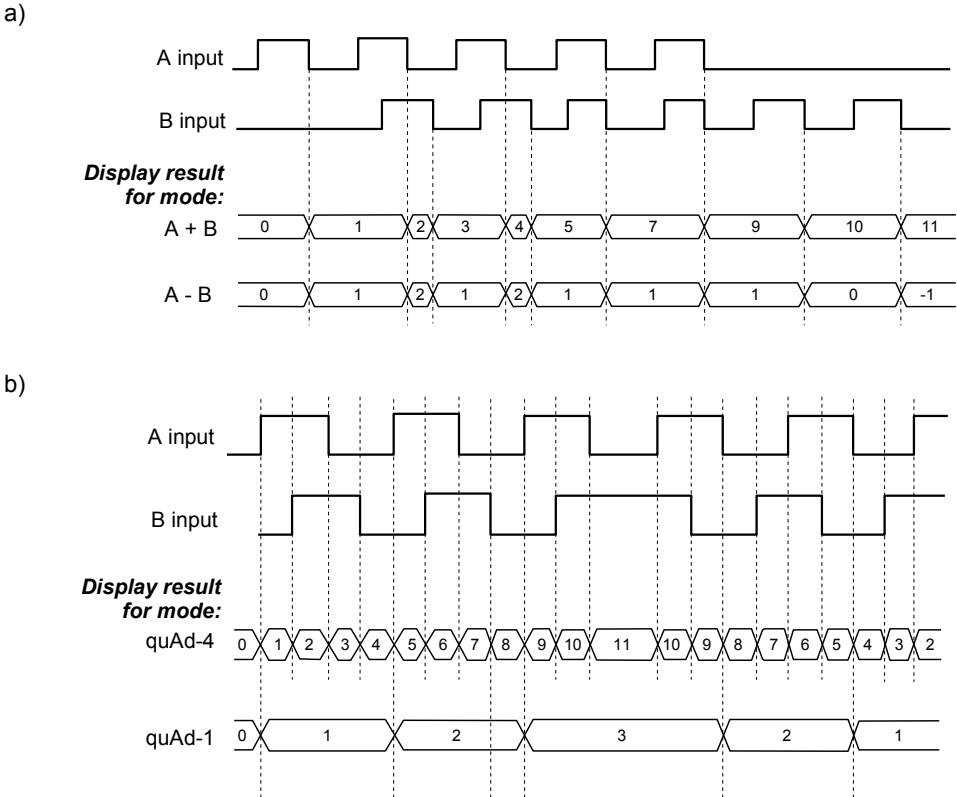 a)
A input
B input
Display result
for mode:
A + B 0 1 2 3 4 5 7 9 10 11
A - B 0 1 2 1 2 1 1 1 0 -1
b)
A input
B input
Display result
for mode:
quAd-4 0 1 2 3 4 5 6 7 8 9 10 11 10 9 8 7 6 5 4 3 2
quAd-1 0 1 2 3 2 1